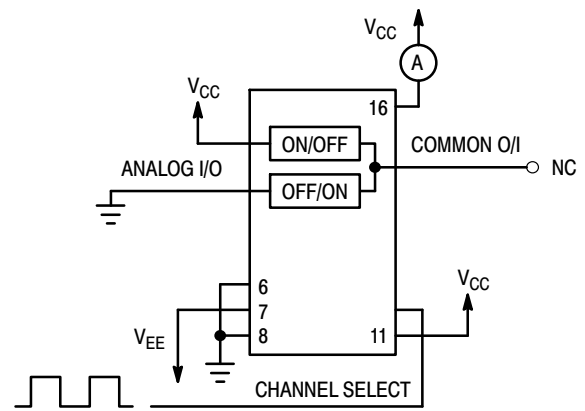 VCC
A
VCC
16
ON/OFF
COMMON O/I
NC
ANALOG I/O
OFF/ON
6
VCC
7
VEE
8
11
CHANNEL SELECT